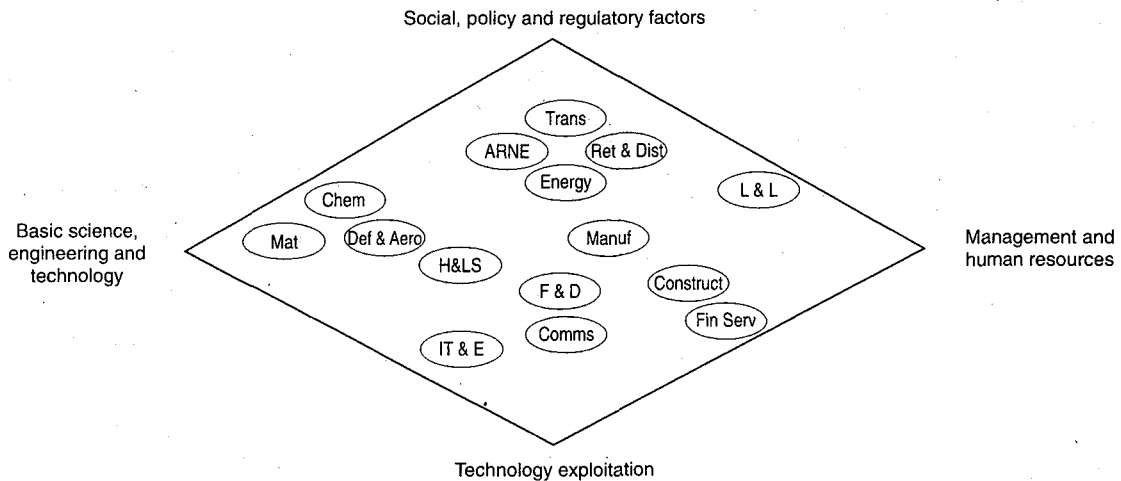 Social, policy and regulatory factors
Trans
ARNE
Ret & Dist
Energy
L & L
Chem
Basic science,
engineering and
technology
Mat
Def & Aero
Manuf
Management and
human resources
H&LS
Construct
F & D
Fin Serv
Comms
IT & E
Technology exploitation